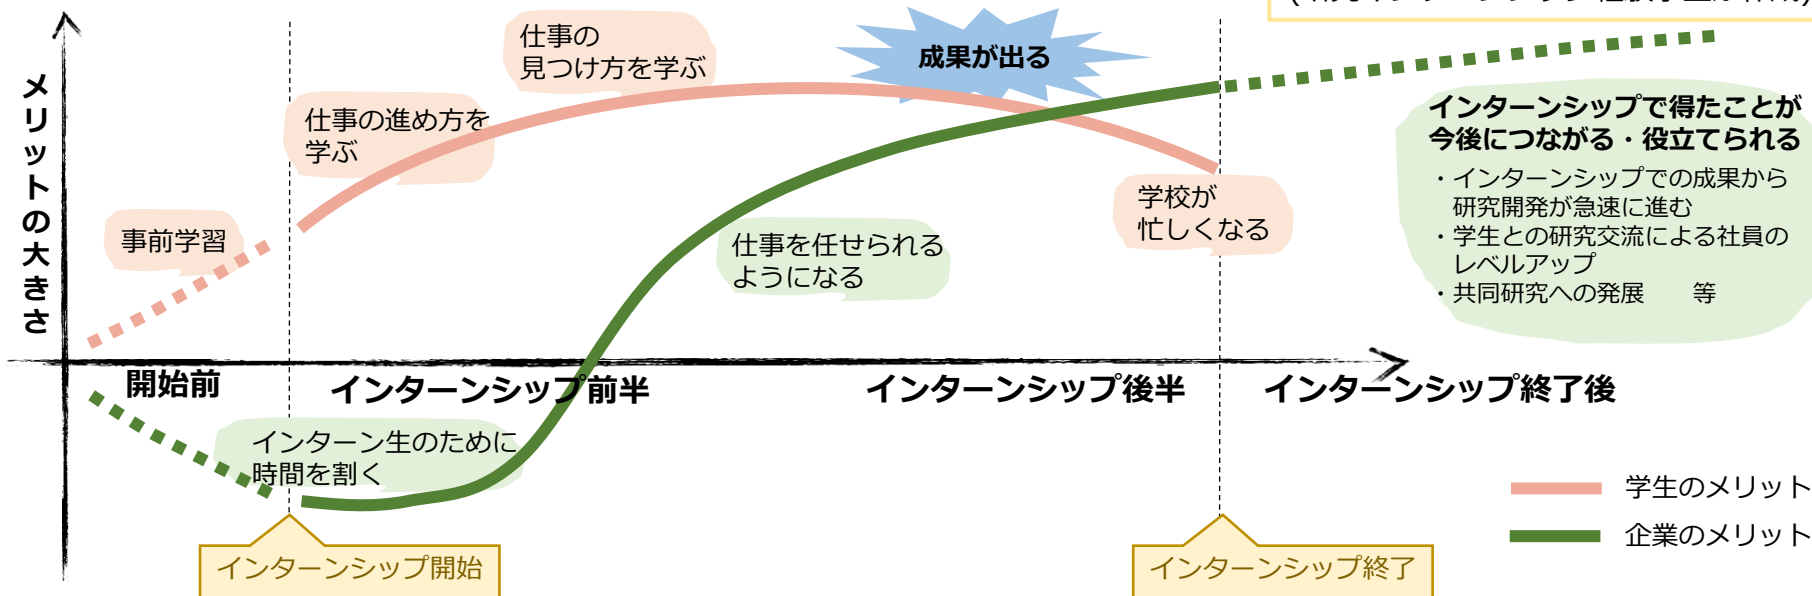 メリットの大きさ
仕事の
見つけ方を学ぶ
成果が出る
仕事の進め方を
学ぶ
事前学習
学校が
忙しくなる
仕事を任せられる
ようになる
インターンシップで得たことが
今後につながる・役立てられる
・インターンシップでの成果から
研究開発が急速に進む
・学生との研究交流による社員の
レベルアップ
・共同研究への発展　　等
開始前
インターンシップ前半
インターンシップ後半
インターンシップ終了後
インターン生のために
時間を割く
学生のメリット
企業のメリット
インターンシップ開始
インターンシップ終了